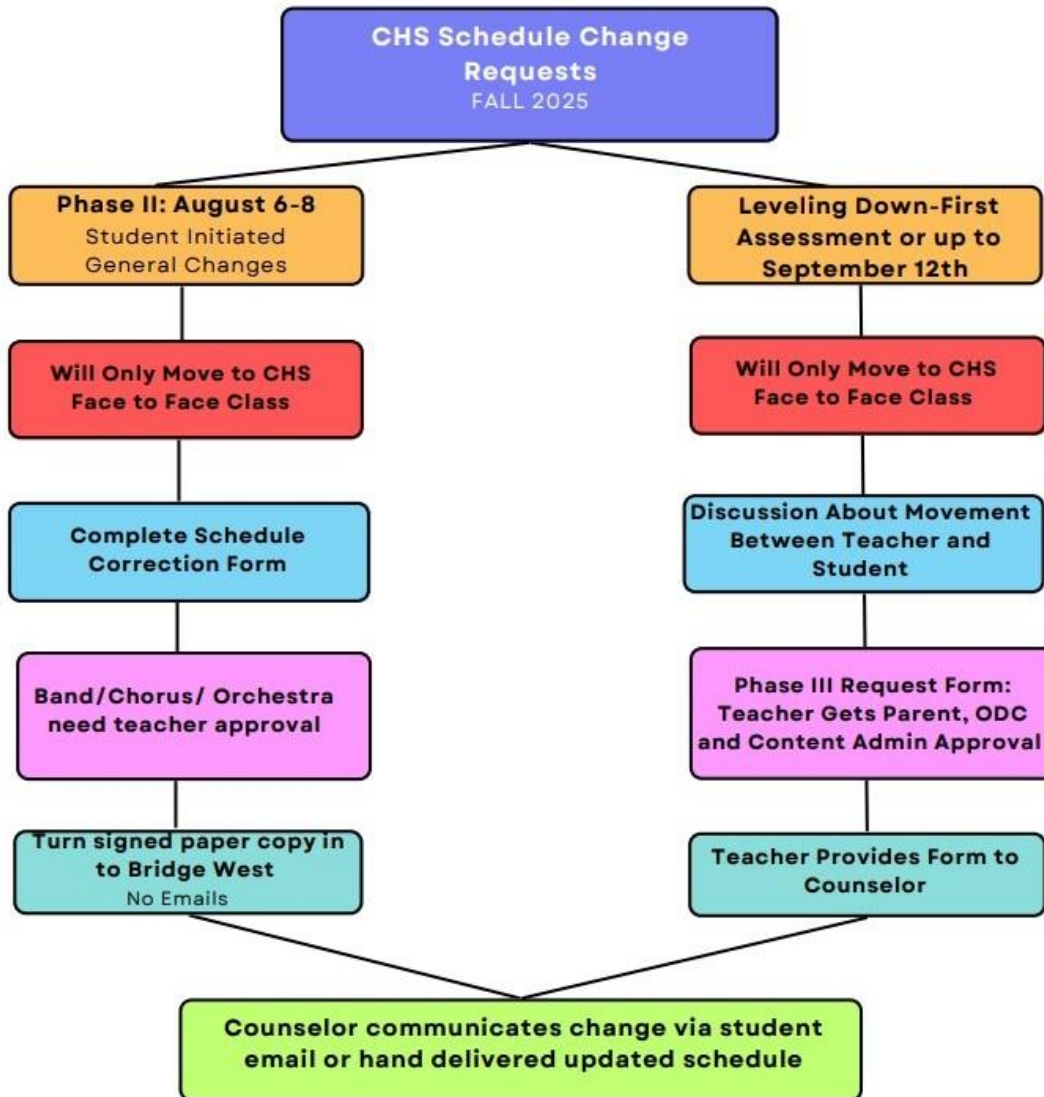 CHS Schedule Change
Requests
FALL 2025
Phase II: August 6-8
Student Initiated
General Changes
Will Only Move to CHS
Face to Face Class
Complete Schedule
Correction Form
Band/Chorus/ Orchestra
need teacher approval
Turn signed paper copy in
to Bridge West
No Emails
Leveling Down-First
Assessment or up to
September 12th
Will Only Move to CHS
Face to Face Class
Discussion About Movement
Between Teacher and
Student
Phase III Request Form:
Teacher Gets Parent, ODC
and Content Admin Approval
Teacher Provides Form to
Counselor
Counselor communicates change via student
email or hand delivered updated schedule